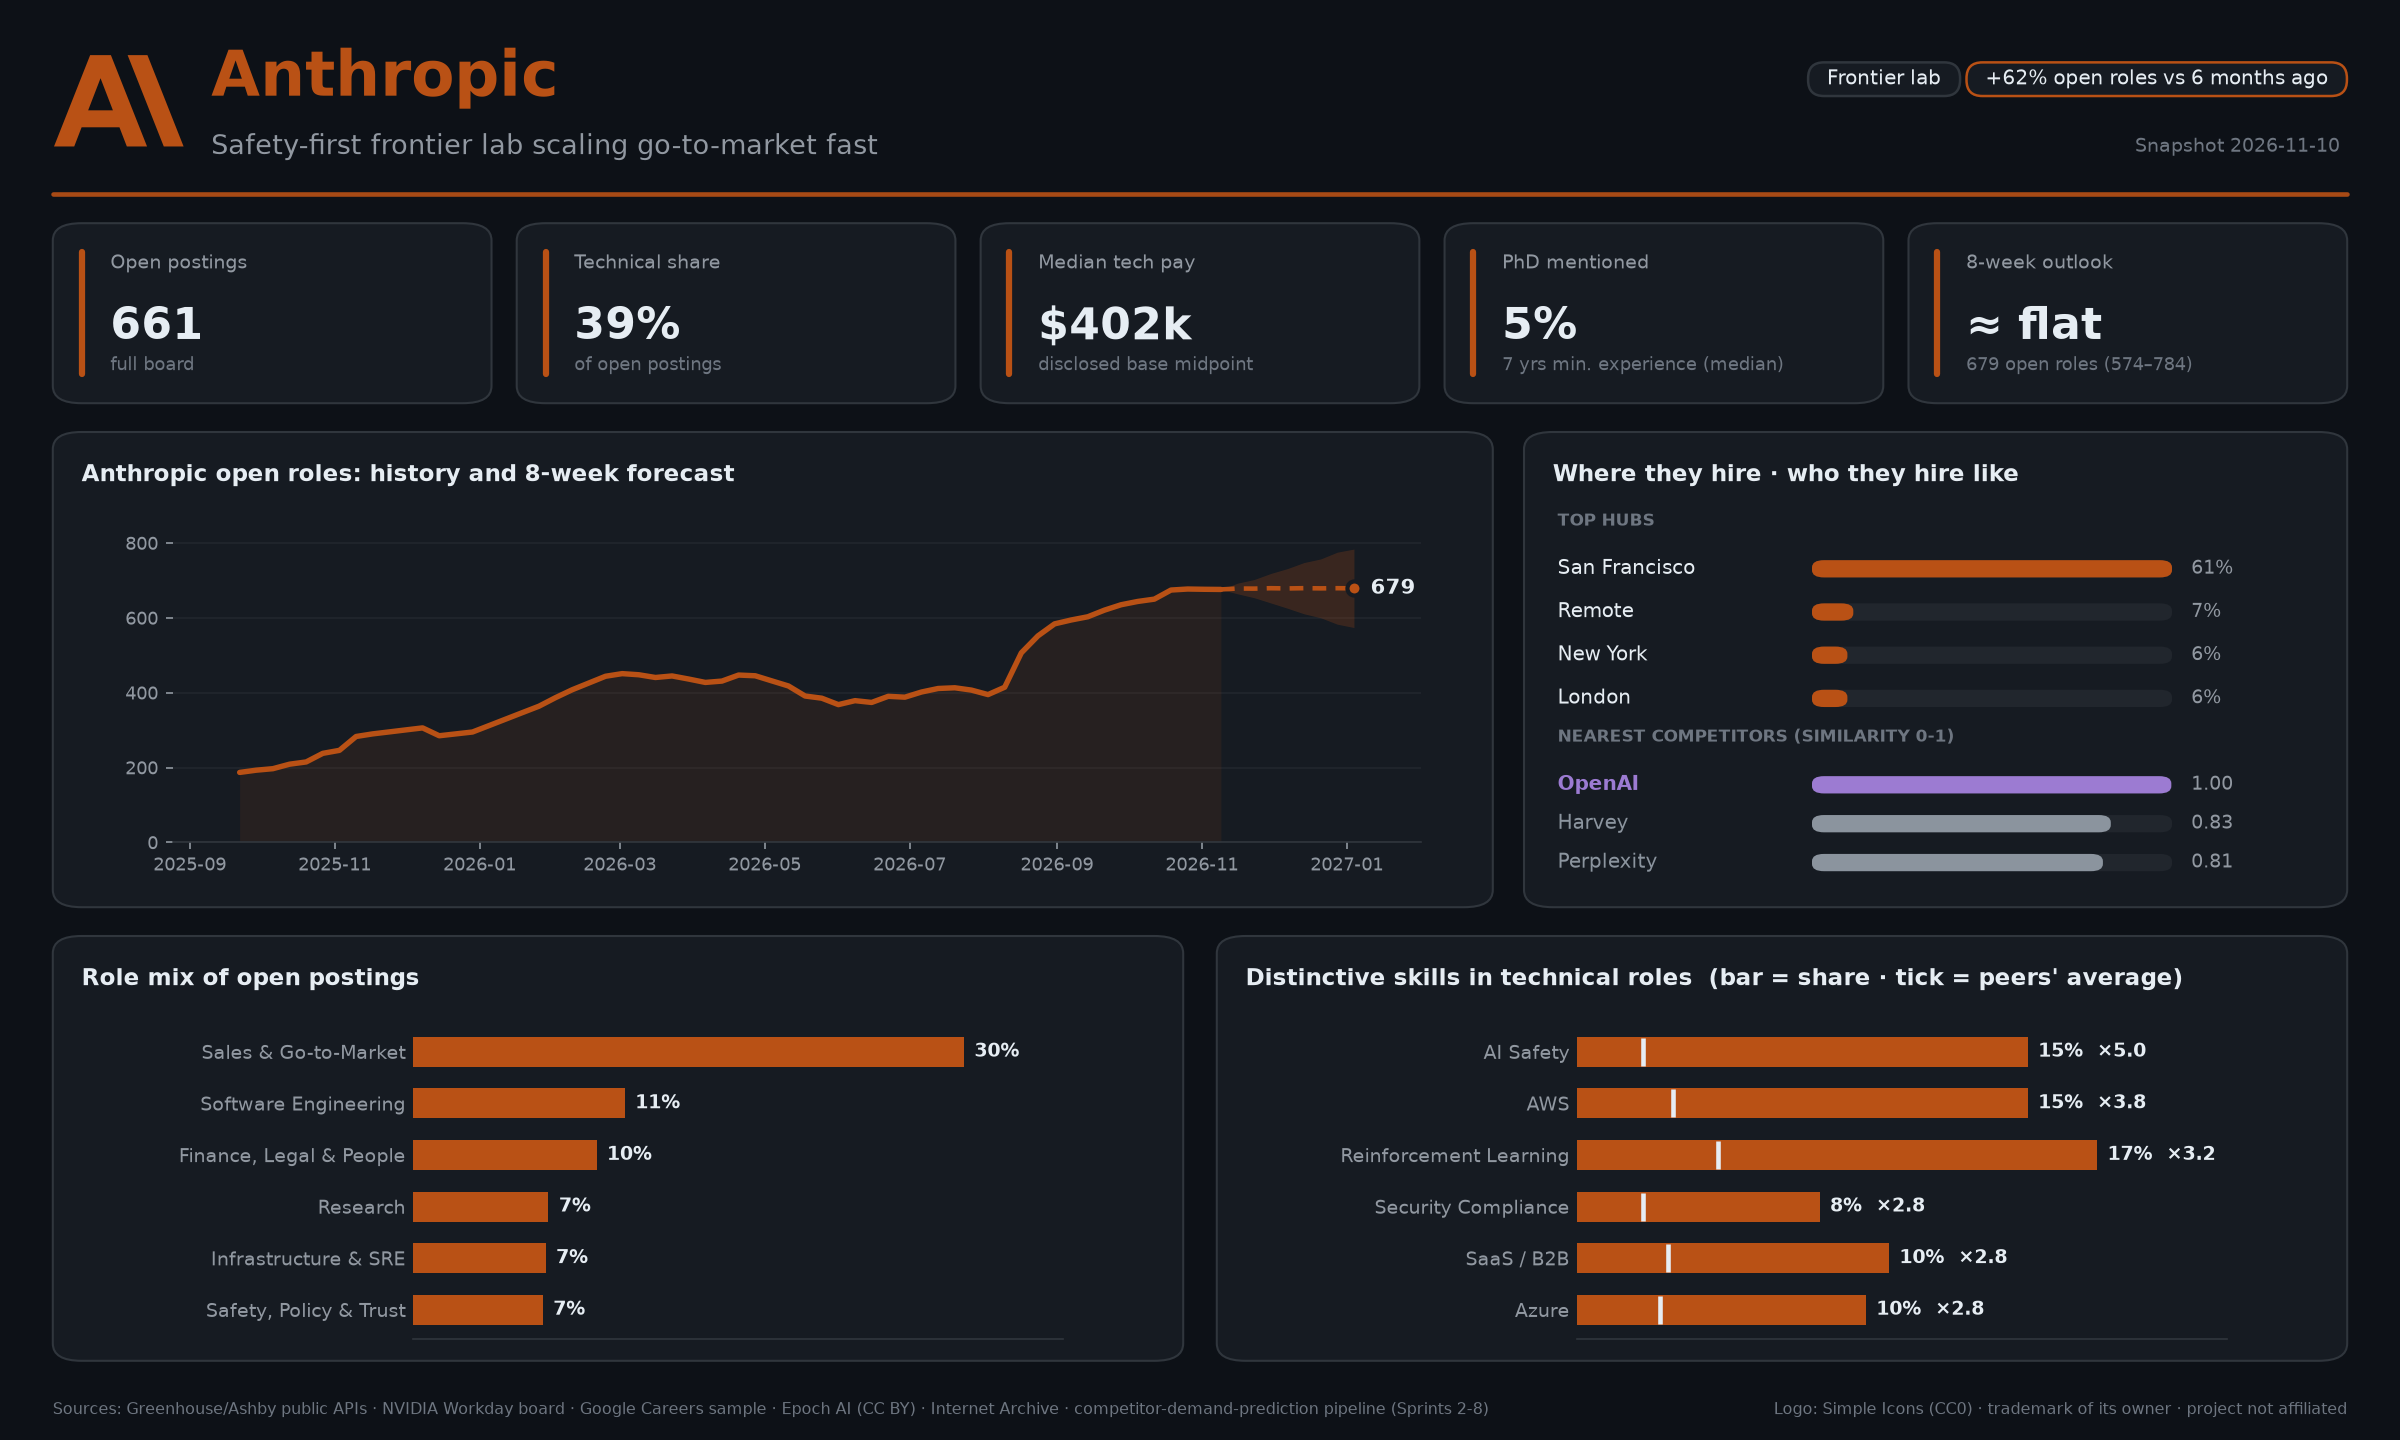 Anthropic
Safety-first frontier lab scaling go-to-market fast
Frontier lab
+62% open roles vs 6 months ago
Snapshot 2026-11-10
Open postings
661
full board
Technical share
39%
of open postings
Median tech pay
$402k
disclosed base midpoint
PhD mentioned
5%
7 yrs min. experience (median)
8-week outlook
≈ flat
679 open roles (574–784)
Anthropic open roles: history and 8-week forecast
800
600
400
200
0
679
2025-09 2025-11 2026-01 2026-03 2026-05 2026-07 2026-09 2026-11 2027-01
Where they hire · who they hire like
TOP HUBS
San Francisco 61%
Remote 7%
New York 6%
London 6%
NEAREST COMPETITORS (SIMILARITY 0-1)
OpenAI 1.00
Harvey 0.83
Perplexity 0.81
Role mix of open postings
Sales & Go-to-Market 30%
Software Engineering 11%
Finance, Legal & People 10%
Research 7%
Infrastructure & SRE 7%
Safety, Policy & Trust 7%
Distinctive skills in technical roles (bar = share · tick = peers' average)
AI Safety 15% ×5.0
AWS 15% ×3.8
Reinforcement Learning 17% ×3.2
Security Compliance 8% ×2.8
SaaS / B2B 10% ×2.8
Azure 10% ×2.8
Sources: Greenhouse/Ashby public APIs · NVIDIA Workday board · Google Careers sample · Epoch AI (CC BY) · Internet Archive · competitor-demand-prediction pipeline (Sprints 2-8)
Logo: Simple Icons (CC0) · trademark of its owner · project not affiliated